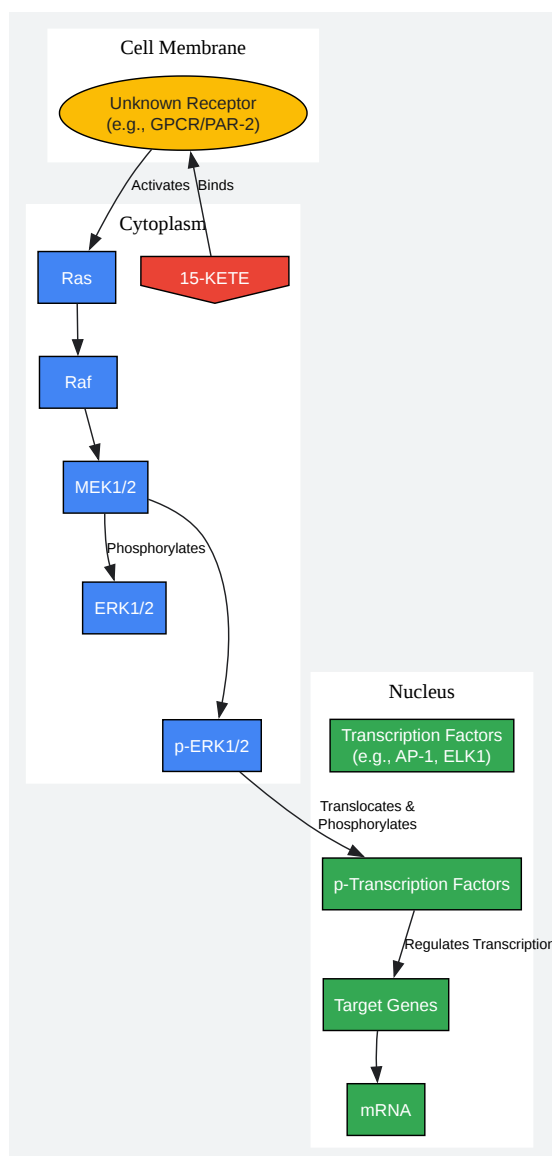 Cell Membrane
Unknown Receptor
(e.g., GPCR/PAR-2)
Activates
Binds
Cytoplasm
Ras
15-KETE
Raf
MEK1/2
Phosphorylates
ERK1/2
p-ERK1/2
Nucleus
Transcription Factors
(e.g., AP-1, ELK1)
Translocates &
Phosphorylates
p-Transcription Factors
Regulates Transcription
Target Genes
mRNA